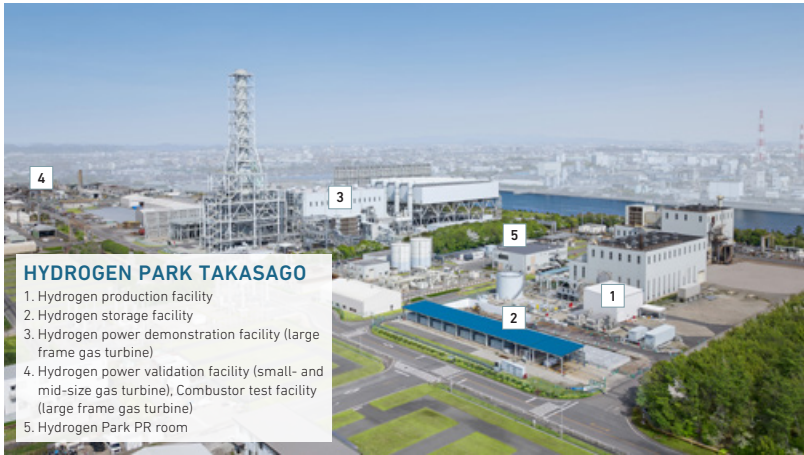 4
3
5
1
2
HYDROGEN PARK TAKASAGO
1. Hydrogen production facility
2. Hydrogen storage facility
3. Hydrogen power demonstration facility (large
frame gas turbine)
4. Hydrogen power validation facility (small- and
mid-size gas turbine), Combustor test facility
(large frame gas turbine)
5. Hydrogen Park PR room